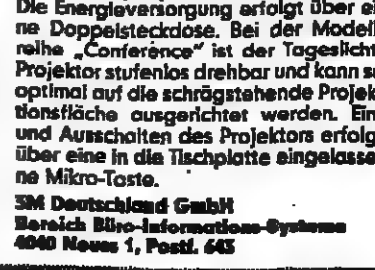 Die Energieversorgung erfolgt über ei
ne Doppelsteckdose. Bei der Modell
reihe „Conference" ist der Tageslicht
Projektor stufenlos drehbar und kann s
optimal auf die schrägstehende Projek
tionsfläche ausgerichtet werden. Ein
und Ausschalten des Projektors erfolg
über eine in die Tischplatte eingelasse
ne Mikro-Taste.
3M Deutschland GmbH
Bereich Büro-Informations-Systeme
4040 Neuss 1, Postf. 643